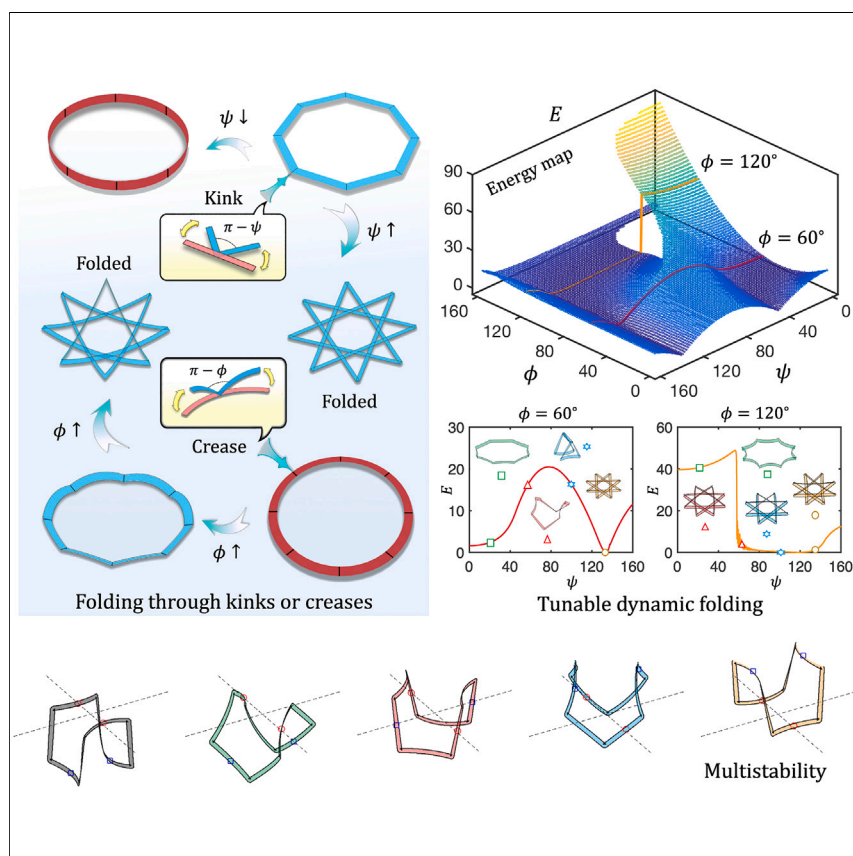 ψ↓
Kink
π − ψ
ψ↑
Folded
Folded
π − ϕ
Crease
ϕ↑
ϕ↑
Folding through kinks or creases
E
Energy map
ϕ = 120°
ϕ = 60°
90
60
30
0
160
120
80
40
0
ϕ
160
120
80
40
0
ψ
ϕ = 60°
E
30
20
10
0
0 40 80 120 160
ψ
ϕ = 120°
E
60
40
20
0
0 40 80 120 160
ψ
Tunable dynamic folding
Multistability